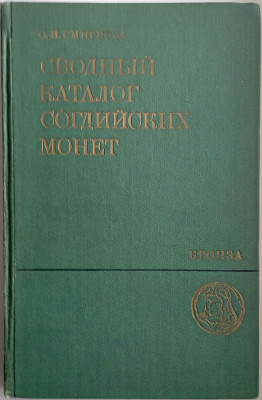 О. И. СМИРНОВА
СВОДНЫЙ
КАТАЛОГ
СОГДИЙСКИХ
МОНЕТ
БРОНЗА